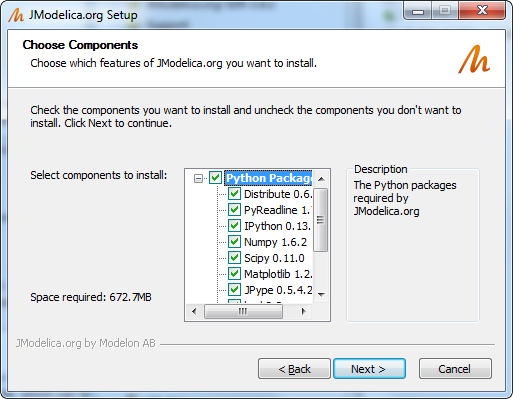 JModelica.org Setup
Choose Components
Choose which features of JModelica.org you want to install.
Check the components you want to install and uncheck the components you don't want to
install. Click Next to continue.
Select components to install:
Python Package
Distribute 0.6.
PyReadline 1.
IPython 0.13.
Numpy 1.6.2
Scipy 0.11.0
Matplotlib 1.2.
JPype 0.5.4.2
Description
The Python packages
required by
JModelica.org
Space required: 672.7MB
JModelica.org by Modelon AB
< Back
Next >
Cancel